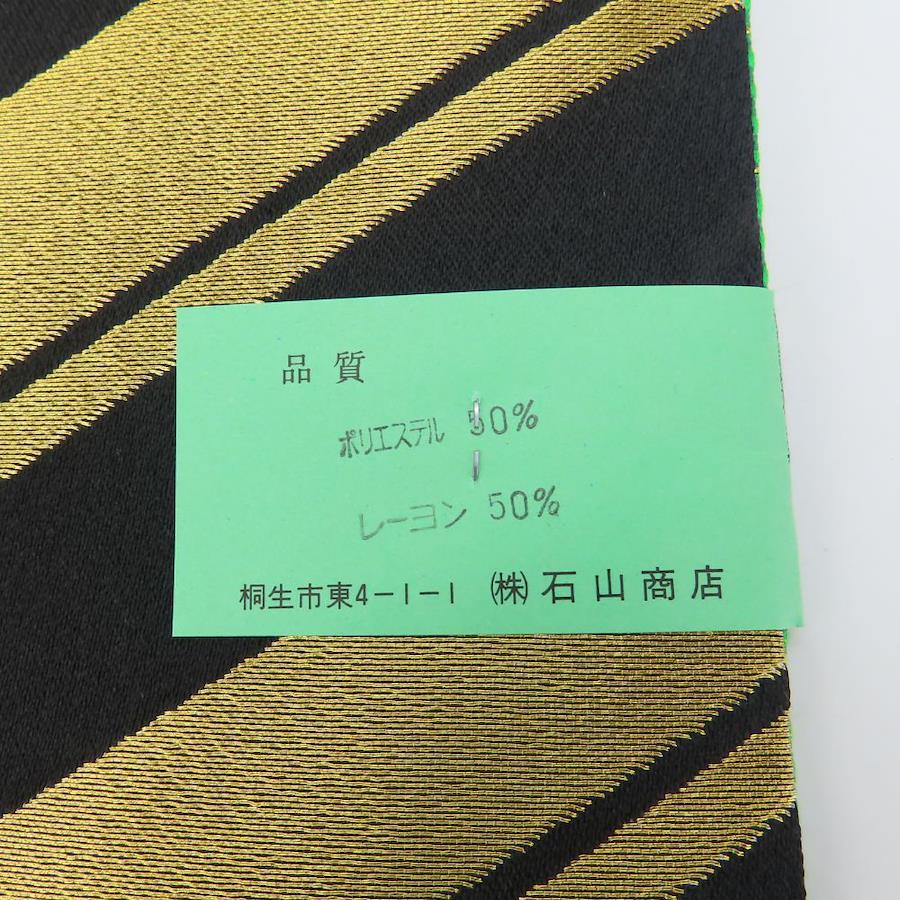 品質
ポリエステル 50%
レーヨン 50%
桐生市東4-1-1 ㈱石山商店